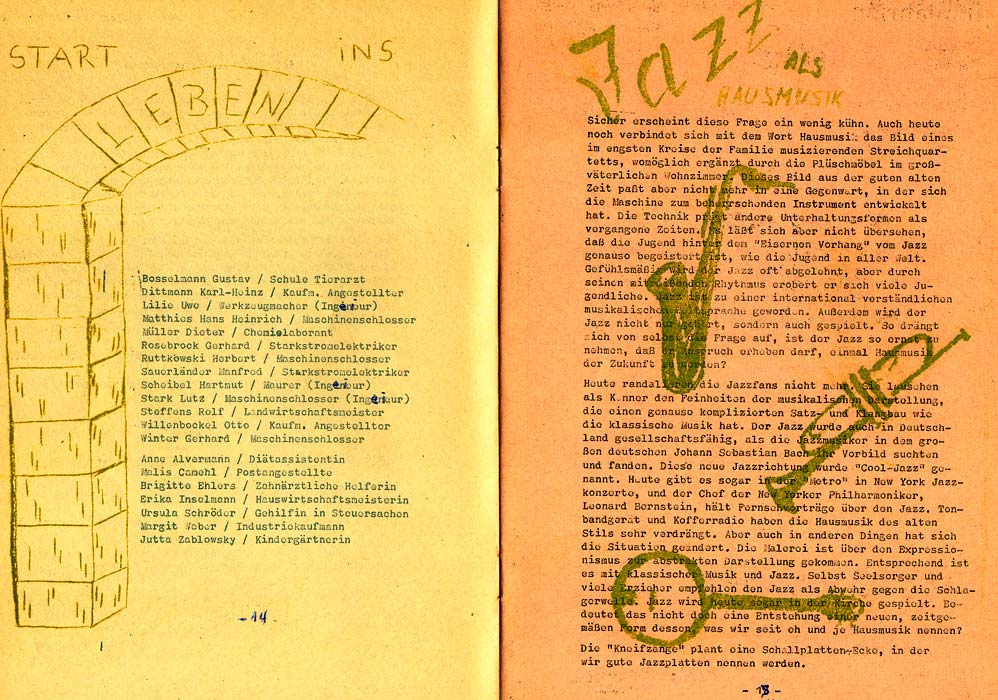 START INS
LEBEN
Bosselmann Gustav / Schule Tierarzt
Dittmann Karl-Heinz / Kaufm. Angestellter
Lilie Uwo / Werkzeugmacher (Ingenieur)
Matthies Hans Heinrich / Maschinenschlosser
Müller Dieter / Chemielaborant
Rosebrock Gerhard / Starkstromelektriker
Ruttkowski Herbert / Maschinenschlosser
Sauerländer Manfred / Starkstromelektriker
Scheibel Hartmut / Maurer (Ingenieur)
Stark Lutz / Maschinenschlosser (Ingenieur)
Steffens Rolf / Landwirtschaftsmeister
Willenbockel Otto / Kaufm. Angestellter
Winter Gerhard / Maschinenschlosser
Anne Alvermann / Diätassistentin
Malis Camehl / Postangestellte
Brigitte Ehlers / Zahnärztliche Helferin
Erika Inselmann / Hauswirtschaftsmeisterin
Ursula Schröder / Gehilfin in Steuersachen
Margit Weber / Industriekaufmann
Jutta Zablowsky / Kindergärtnerin
- 14
Jazz
ALS
HAUSMUSIK
Sicher erscheint diese Frage ein wenig kühn. Auch heute
noch verbindet sich mit dem Wort Hausmusik das Bild eines
im engsten Kreise der Familie musizierenden Streichquar-
tetts, womöglich ergänzt durch die Plüschmöbel im groß-
väterlichen Wohnzimmer. Dieses Bild aus der guten alten
Zeit paßt aber nicht mehr in eine Gegenwart, in der sich
die Maschine zum beherrschenden Instrument entwickelt
hat. Die Technik prägt andere Unterhaltungsformen als
vergangene Zeiten. Es läßt sich aber nicht übersehen,
daß die Jugend hinter dem "Eisernen Vorhang" vom Jazz
genauso begeistert ist, wie die Jugend in aller Welt.
Gefühlsmäßig wird der Jazz oft abgelehnt, aber durch
seinen mitreißenden Rhytmus erobert er sich viele Ju-
gendliche. Jazz ist zu einer international verständlichen
musikalischen Weltsprache geworden. Außerdem wird der
Jazz nicht nur gehört, sondern auch gespielt. So drängt
sich von selbst die Frage auf, ist der Jazz so ernst zu
nehmen, daß er Anspruch erheben darf, einmal Hausmusik
der Zukunft zu werden?
Heute randalieren die Jazzfans nicht mehr. Sie lauschen
als Kenner den Feinheiten der musikalischen Darstellung,
die einen genauso komplizierten Satz- und Klangbau wie
die klassische Musik hat. Der Jazz wurde auch in Deutsch-
land gesellschaftsfähig, als die Jazzmusiker in dem gro-
ßen deutschen Johann Sebastian Bach ihr Vorbild suchten
und fanden. Diese neue Jazzrichtung wurde "Cool-Jazz" ge-
nannt. Heute gibt es sogar in der "Metro" in New York Jazz-
konzerte, und der Chef der New Yorker Philharmoniker,
Leonard Bernstein, hält Fernsehvorträge über den Jazz. Ton-
bandgerät und Kofferradio haben die Hausmusik des alten
Stils sehr verdrängt. Aber auch in anderen Dingen hat sich
die Situation geändert. Die Malerei ist über den Expressio-
nismus zur abstrakten Darstellung gekommen. Entsprechend ist
es mit klassischer Musik und Jazz. Selbst Seelsorger und
viele Erzieher empfehlen den Jazz als Abwehr gegen die Schla-
gerwelle. Jazz wird heute sogar in der Kirche gespielt. Be-
deutet das nicht doch eine Entstehung einer neuen, zeitge-
mäßen Form dessen, was wir seit eh und je Hausmusik nennen?
Die "Kneifzange" plant eine Schallplatten-Ecke, in der
wir gute Jazzplatten nennen werden.